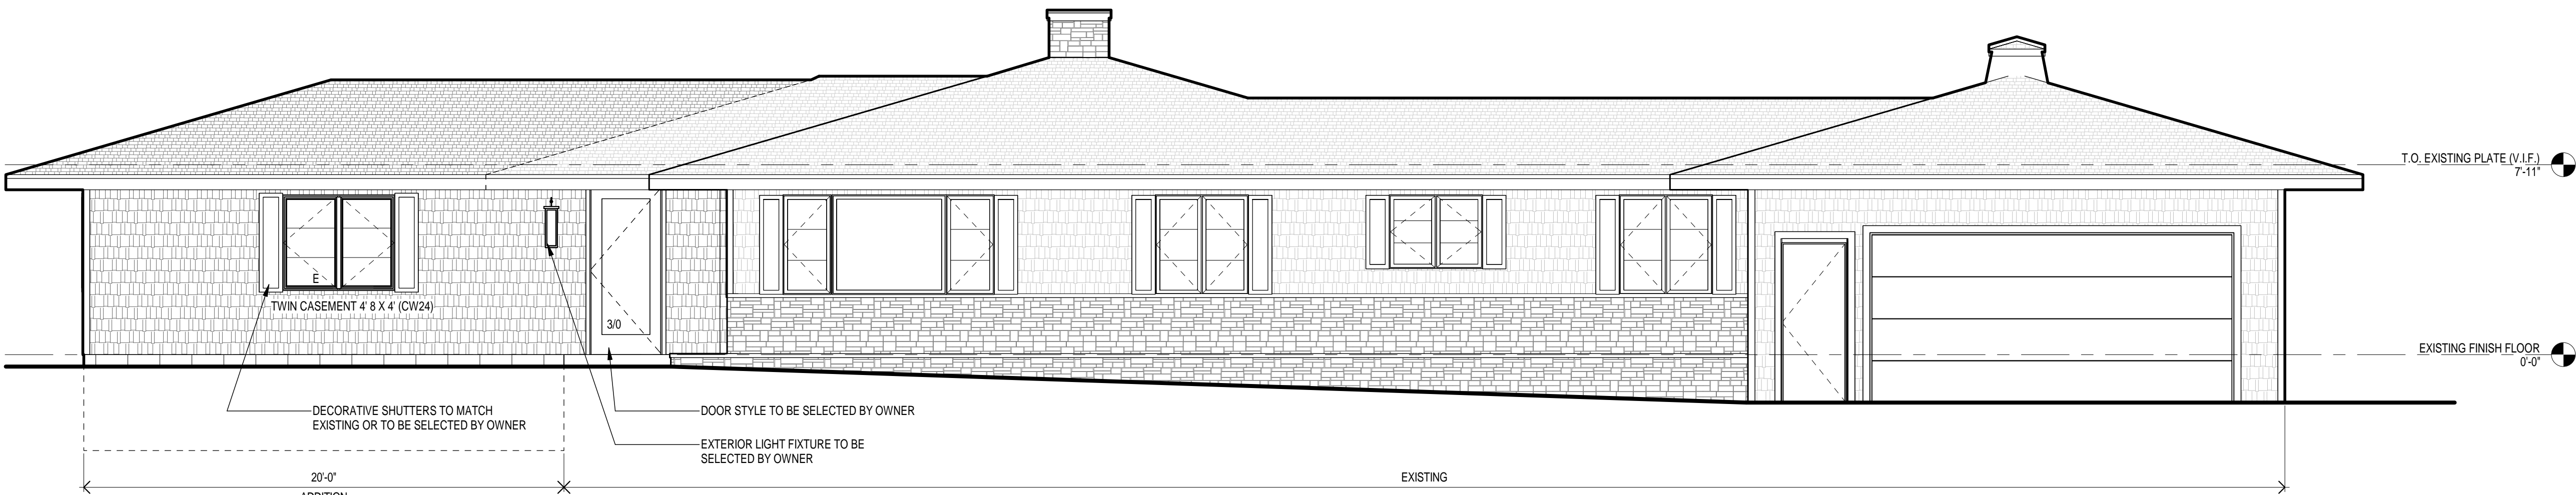 T.O. EXISTING PLATE (V.I.F.)
7'-11"
E
TWIN CASEMENT 4' 8 X 4' (CW24)
3/0
EXISTING FINISH FLOOR
0'-0"
DECORATIVE SHUTTERS TO MATCH
EXISTING OR TO BE SELECTED BY OWNER
DOOR STYLE TO BE SELECTED BY OWNER
EXTERIOR LIGHT FIXTURE TO BE
SELECTED BY OWNER
20'-0"
ADDITION
EXISTING